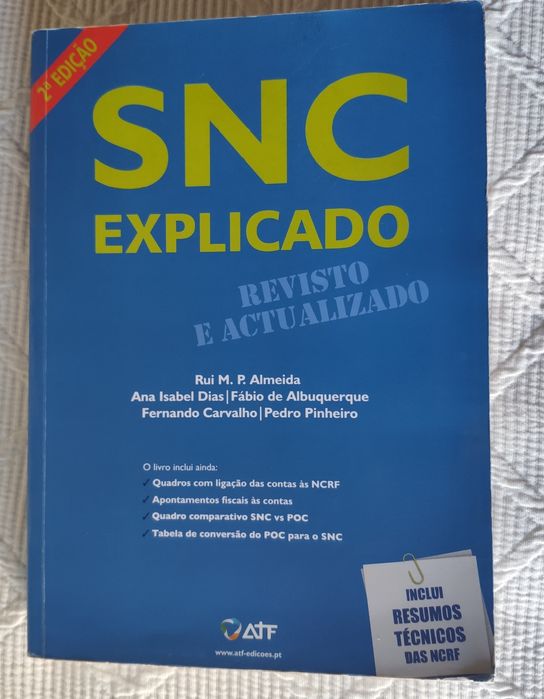 2ª EDIÇÃO
SNC
EXPLICADO
REVISTO
E ACTUALIZADO
Rui M. P. Almeida
Ana Isabel Dias|Fábio de Albuquerque
Fernando Carvalho|Pedro Pinheiro
O livro inclui ainda:
✓ Quadros com ligação das contas às NCRF
✓ Apontamentos fiscais às contas
✓ Quadro comparativo SNC vs POC
✓ Tabela de conversão do POC para o SNC
INCLUI
RESUMOS
TÉCNICOS
DAS NCRF
ATF
www.atf-edicoes.pt